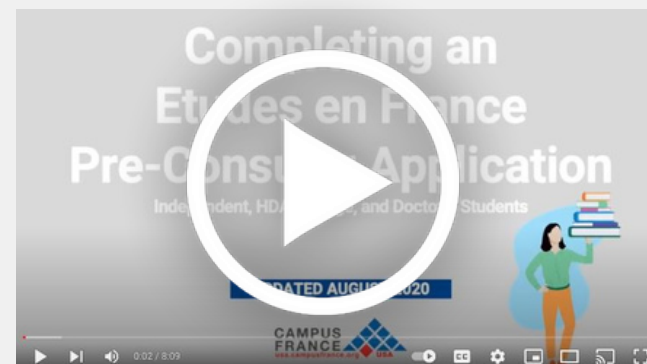 Completing an
Etudes en France
Pre-Consular Application
Independent, and Doctoral Students
UPDATED AUGUST 2020
CAMPUS
FRANCE
usa.campusfrance.org USA
0:02 / 8:09
CC